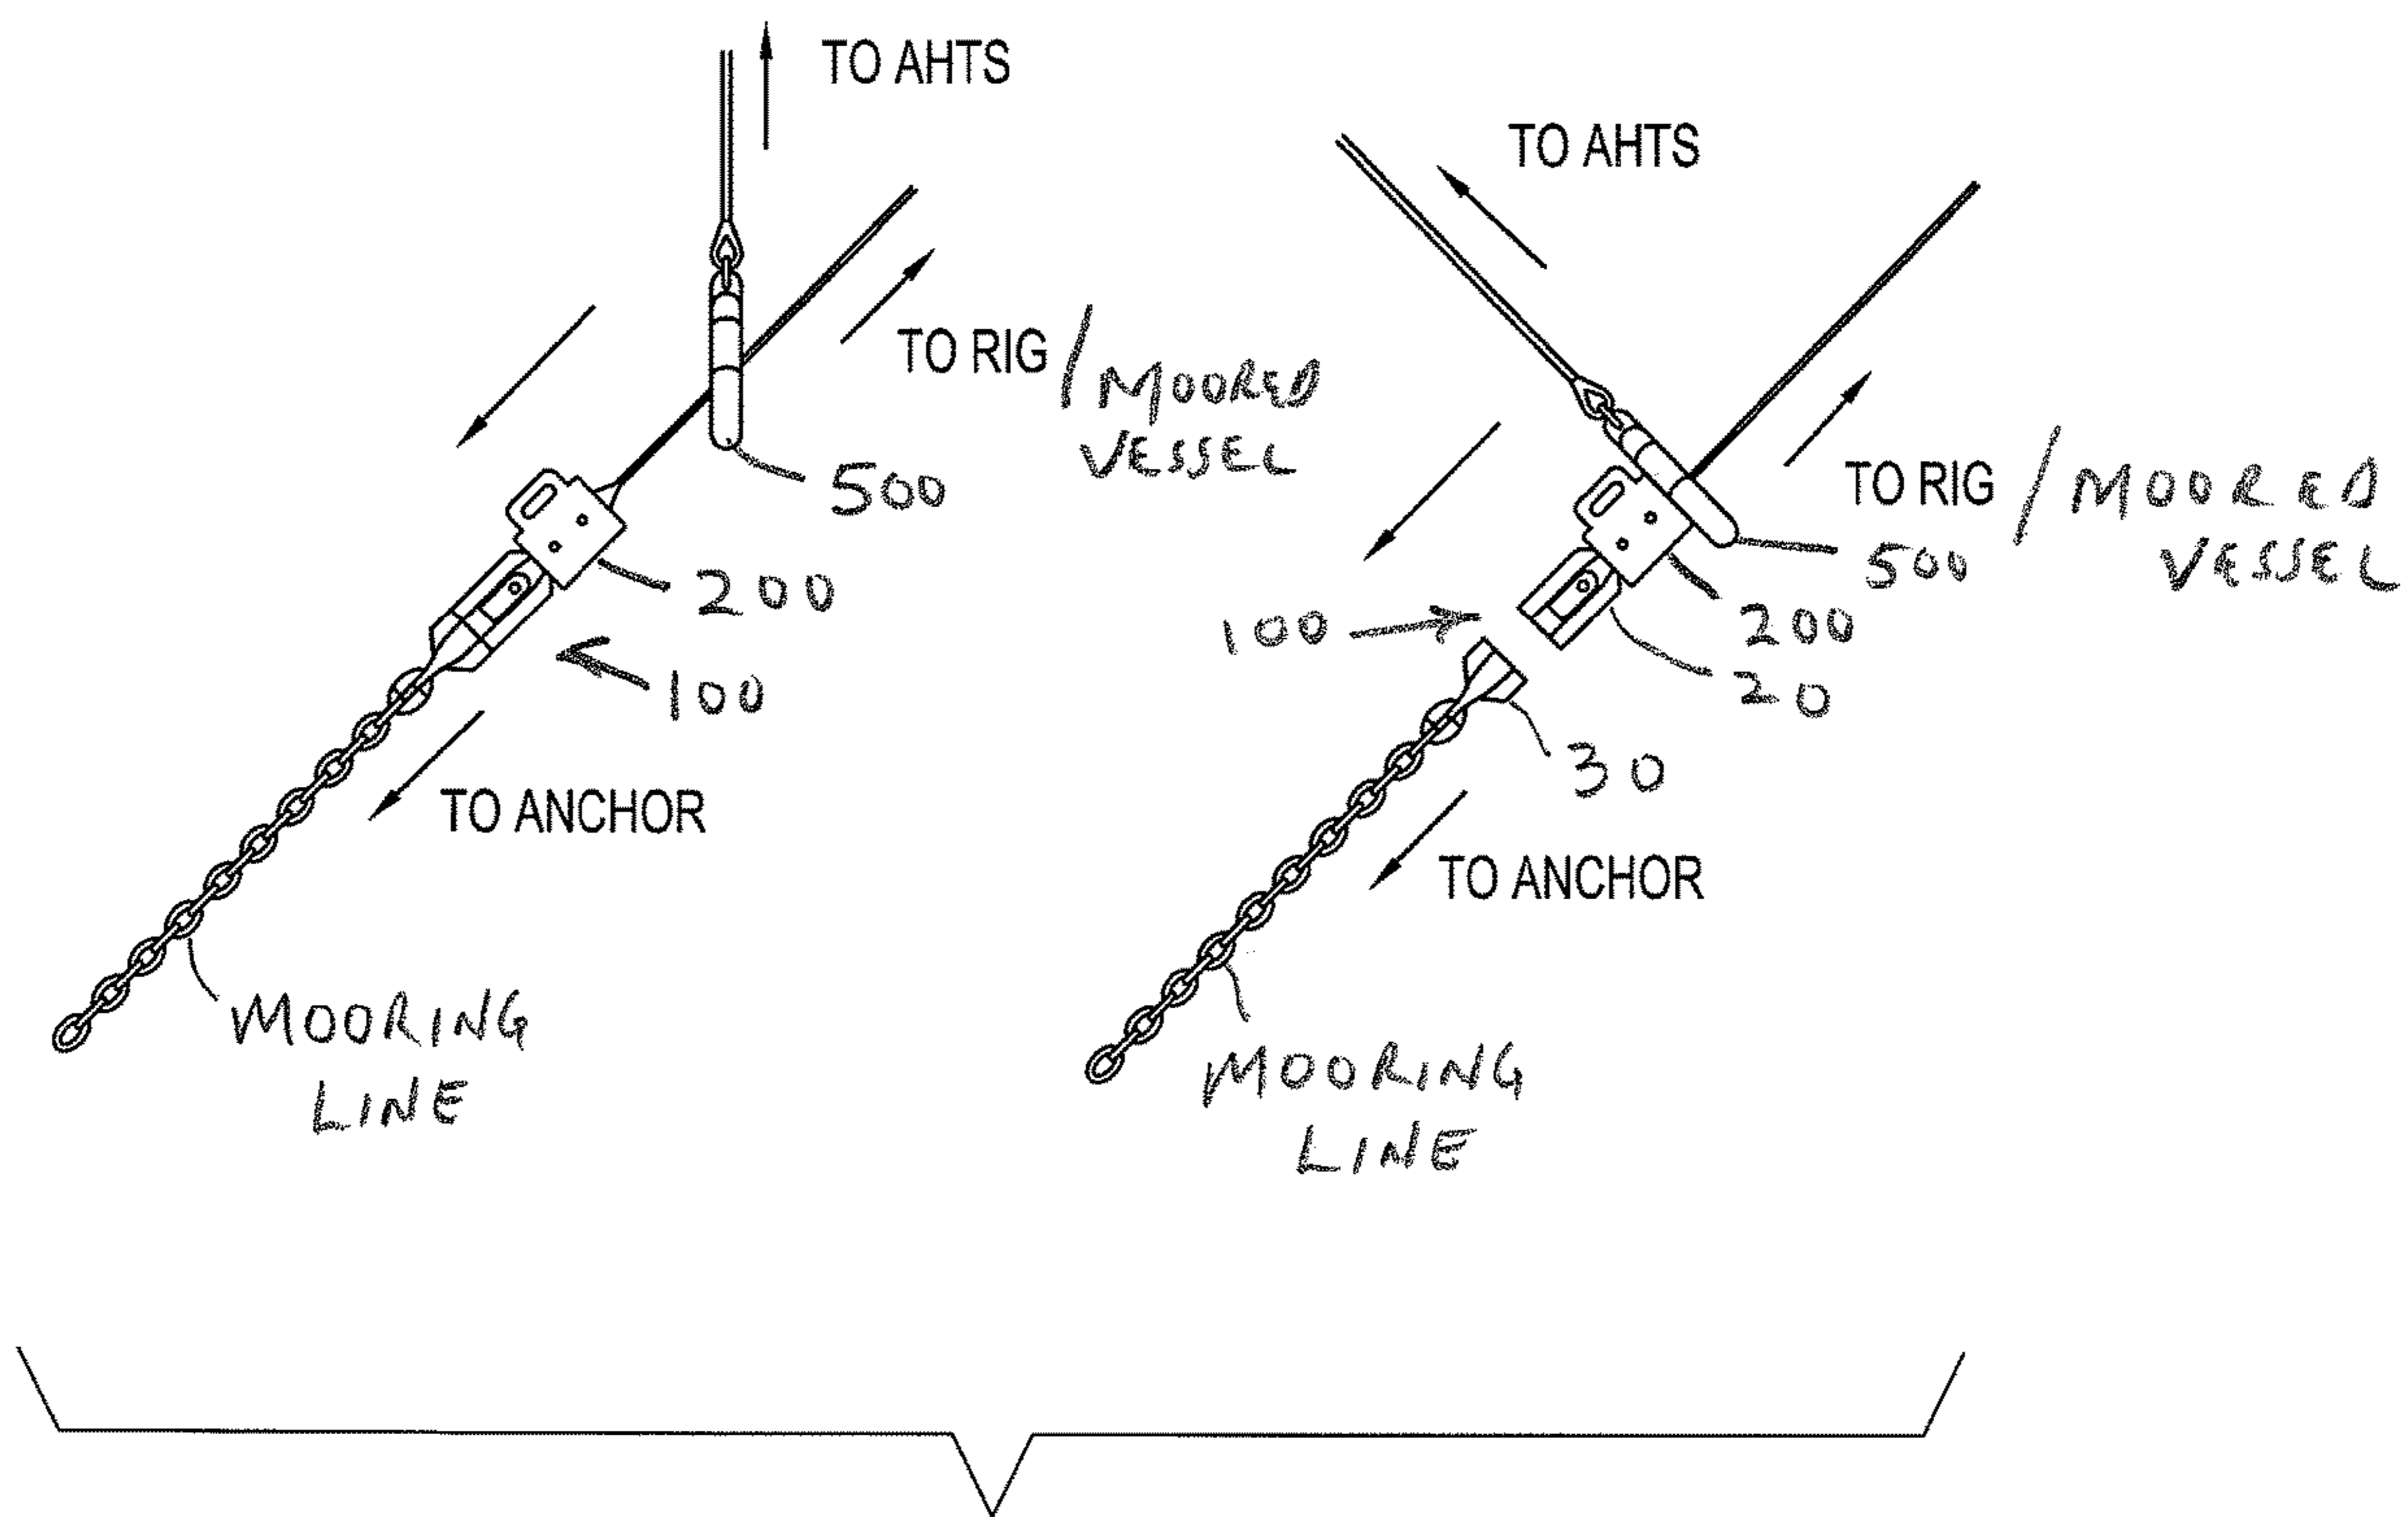 TO AHTS
TO RIG / MOORED
VESSEL
500
200
100
TO ANCHOR
MOORING
LINE
TO AHTS
TO RIG / MOORED
VESSEL
500
200
100
20
30
TO ANCHOR
MOORING
LINE